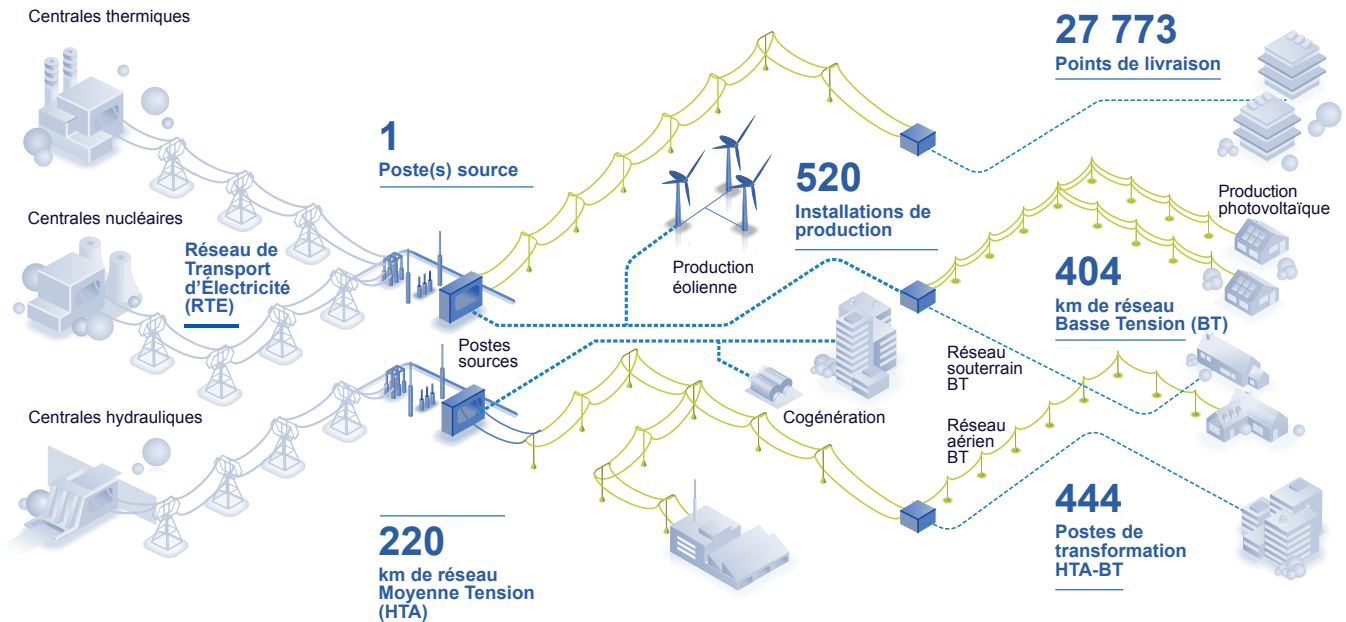 Centrales thermiques
27 773
Points de livraison
1
Poste(s) source
520
Installations de
production
Production
photovoltaïque
Centrales nucléaires
Réseau de
Transport
d'Électricité
(RTE)
Production
éolienne
404
km de réseau
Basse Tension (BT)
Postes
sources
Réseau
souterrain
BT
Centrales hydrauliques
Cogénération
Réseau
aérien
BT
444
Postes de
transformation
HTA-BT
220
km de réseau
Moyenne Tension
(HTA)